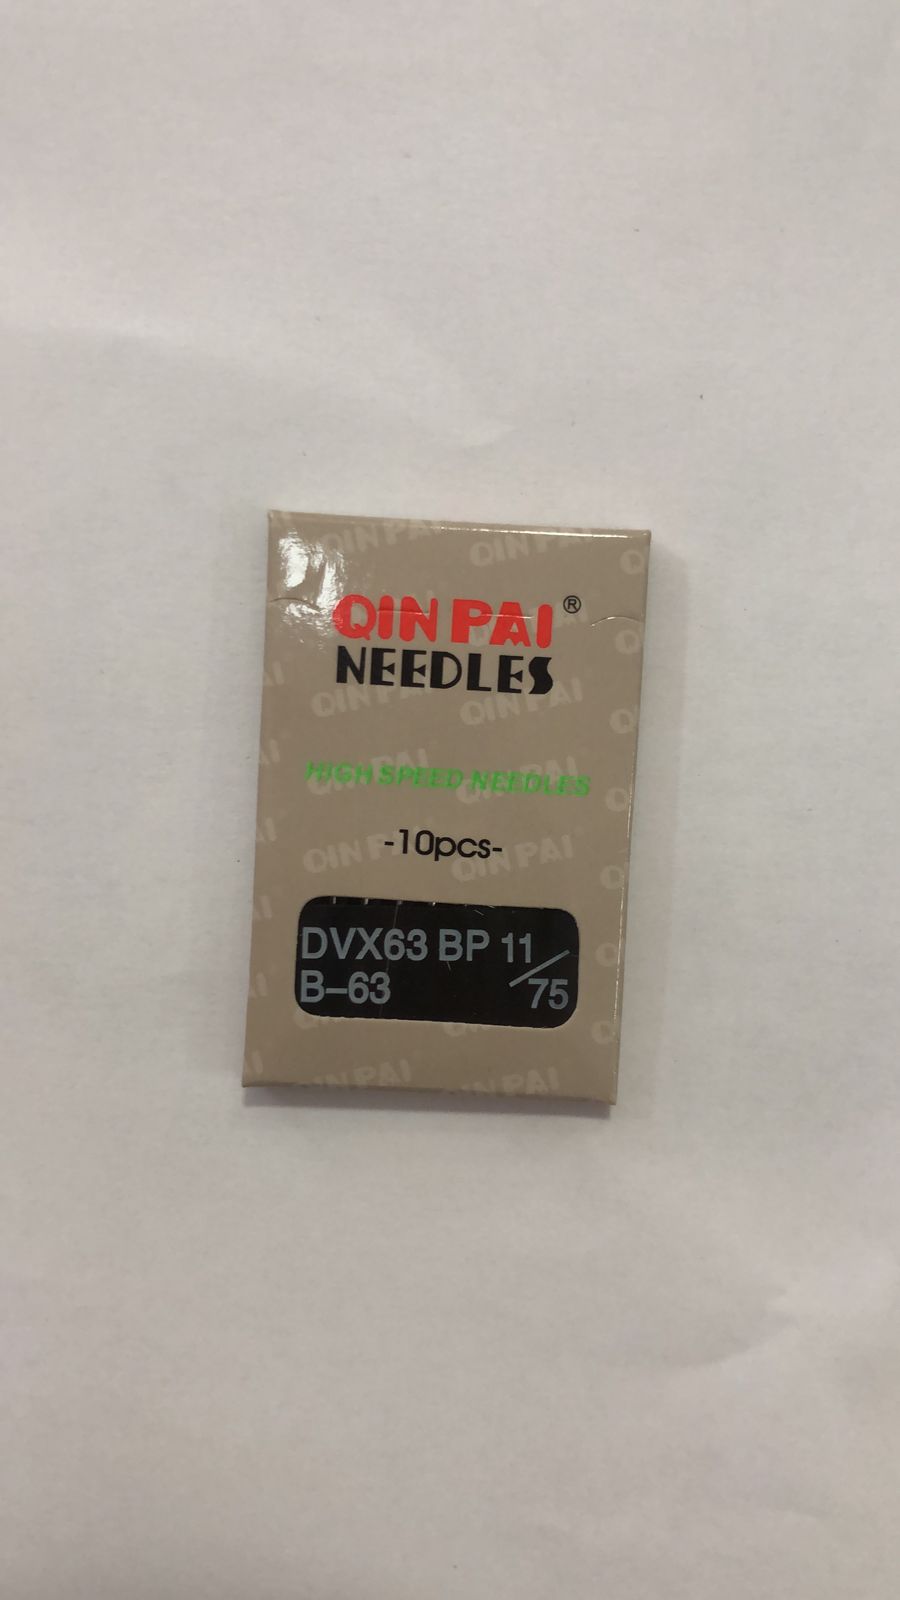 QIN PAI®
NEEDLES
HIGH SPEED NEEDLES
-10pcs-
DVX63 BP 11/75
B-63